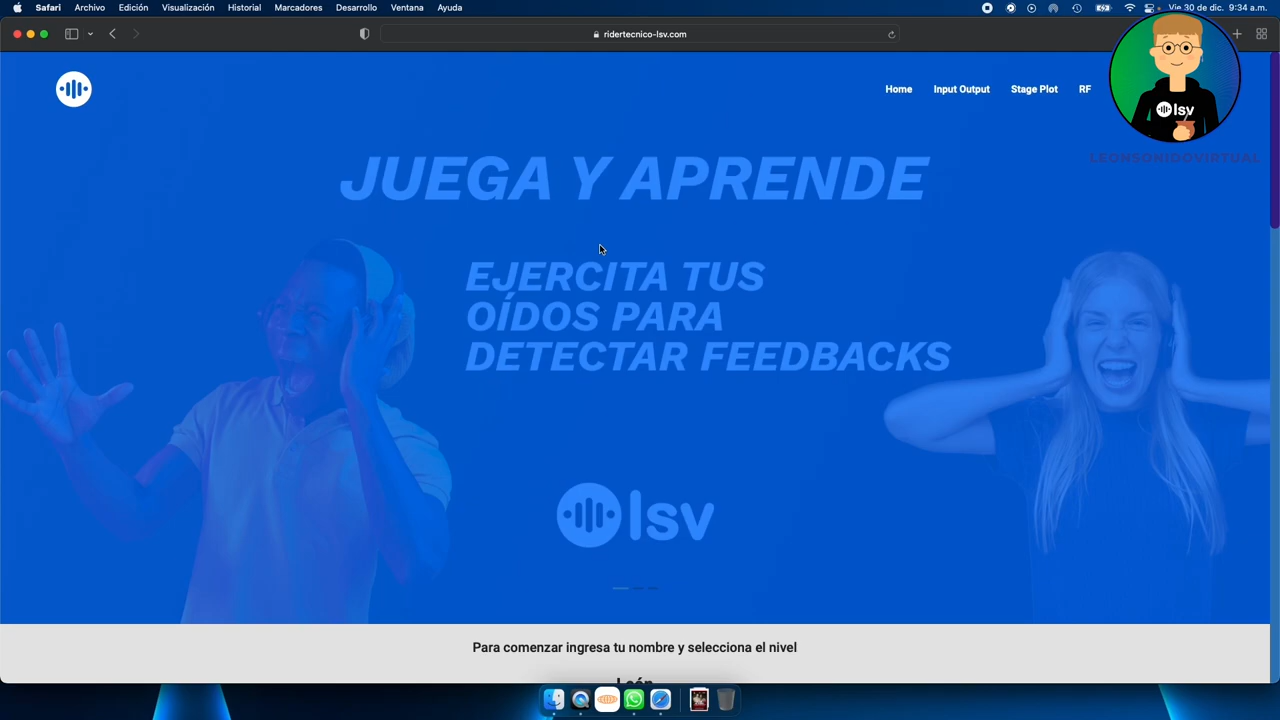 Safari Archivo Edición Visualización Historial Marcadores Desarrollo Ventana Ayuda Vie 30 de dic. 9:34 a.m.
ridertecnico-lsv.com
Home Input Output Stage Plot RF
lsv
LEONSONIDOVIRTUAL
JUEGA Y APRENDE
EJERCITA TUS
OÍDOS PARA
DETECTAR FEEDBACKS
lsv
Para comenzar ingresa tu nombre y selecciona el nivel
León